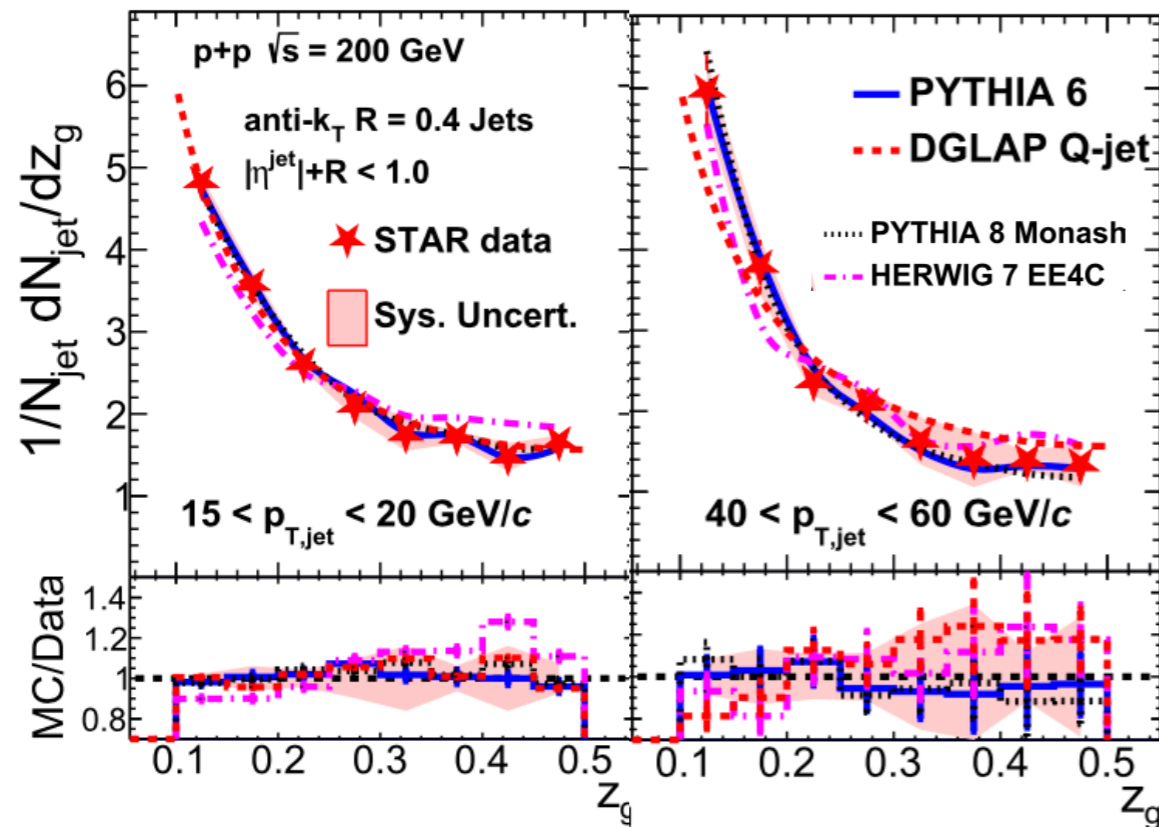 p+p √s = 200 GeV
anti-k_T R = 0.4 Jets
|η^jet|+R < 1.0
STAR data
Sys. Uncert.
15 < p_T,jet < 20 GeV/c
1/N_jet dN_jet/dz_g
6
5
4
3
2
1
PYTHIA 6
DGLAP Q-jet
PYTHIA 8 Monash
HERWIG 7 EE4C
40 < p_T,jet < 60 GeV/c
MC/Data
1.4
1.2
1
0.8
0.1 0.2 0.3 0.4 0.5
z_g
0.1 0.2 0.3 0.4 0.5
z_g